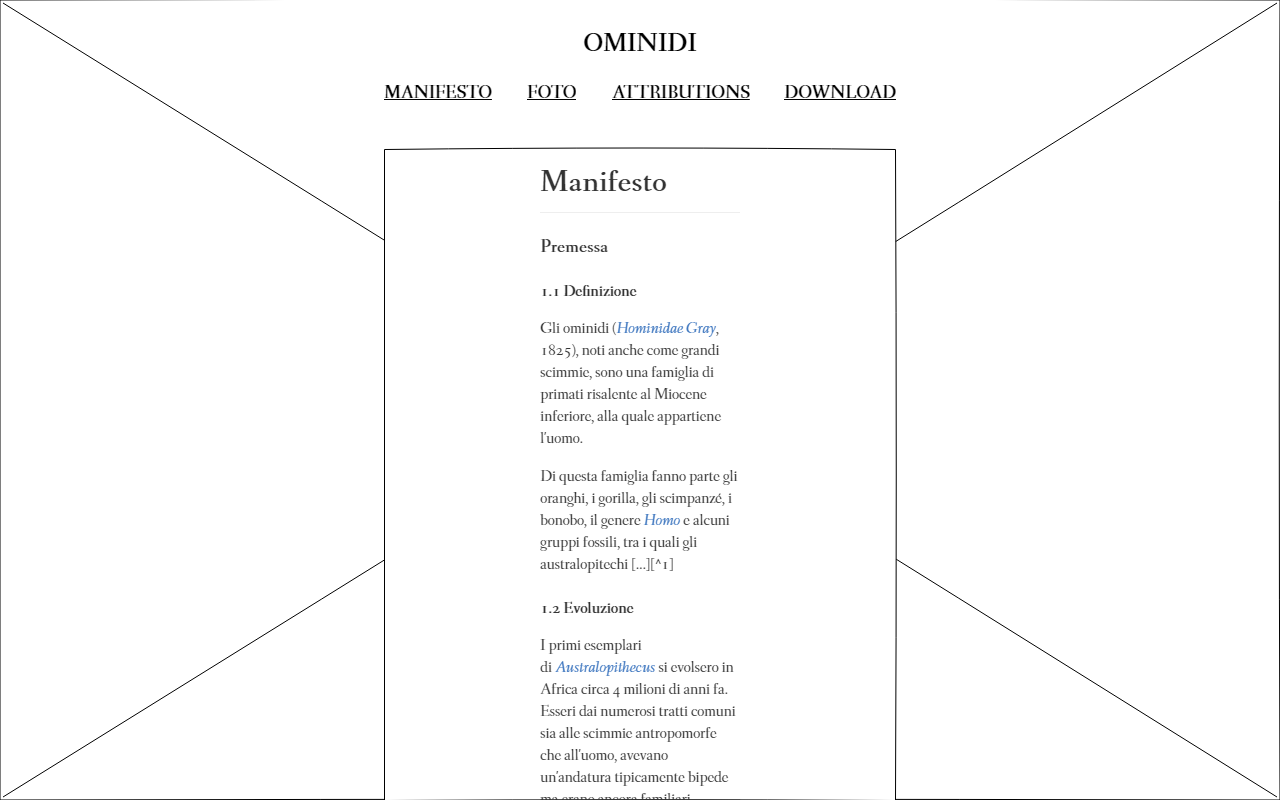 OMINIDI
MANIFESTO FOTO ATTRIBUTIONS DOWNLOAD
Manifesto
Premessa
1.1 Definizione
Gli ominidi (Hominidae Gray,
1825), noti anche come grandi
scimmie, sono una famiglia di
primati risalente al Miocene
inferiore, alla quale appartiene
l'uomo.
Di questa famiglia fanno parte gli
oranghi, i gorilla, gli scimpanzé, i
bonobo, il genere Homo e alcuni
gruppi fossili, tra i quali gli
australopitechi [...][^1]
1.2 Evoluzione
I primi esemplari
di Australopithecus si evolsero in
Africa circa 4 milioni di anni fa.
Esseri dai numerosi tratti comuni
sia alle scimmie antropomorfe
che all'uomo, avevano
un'andatura tipicamente bipede
ma erano ancora familiari